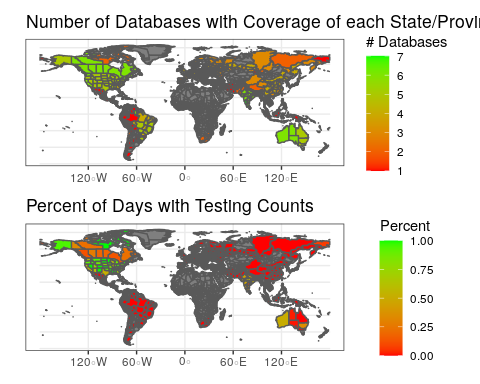 Number of Databases with Coverage of each State/Provi
# Databases
7
6
5
4
3
2
1
120°W 60°W 0° 60°E 120°E
Percent of Days with Testing Counts
Percent
1.00
0.75
0.50
0.25
0.00
120°W 60°W 0° 60°E 120°E